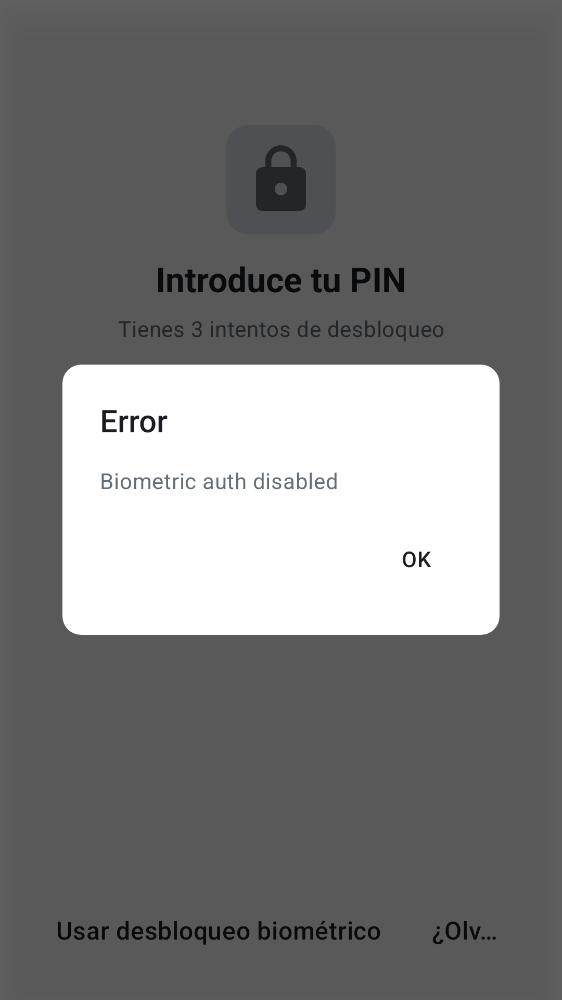 Introduce tu PIN
Tienes 3 intentos de desbloqueo
Error
Biometric auth disabled
OK
Usar desbloqueo biométrico
¿Olv...